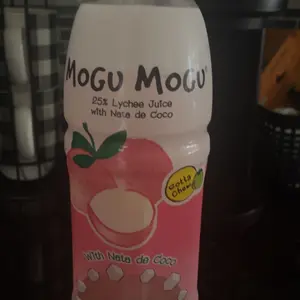 MOGU MOGU
25% Lychee Juice
with Nata de Coco
Gotta
Chew
with Nata de Coco